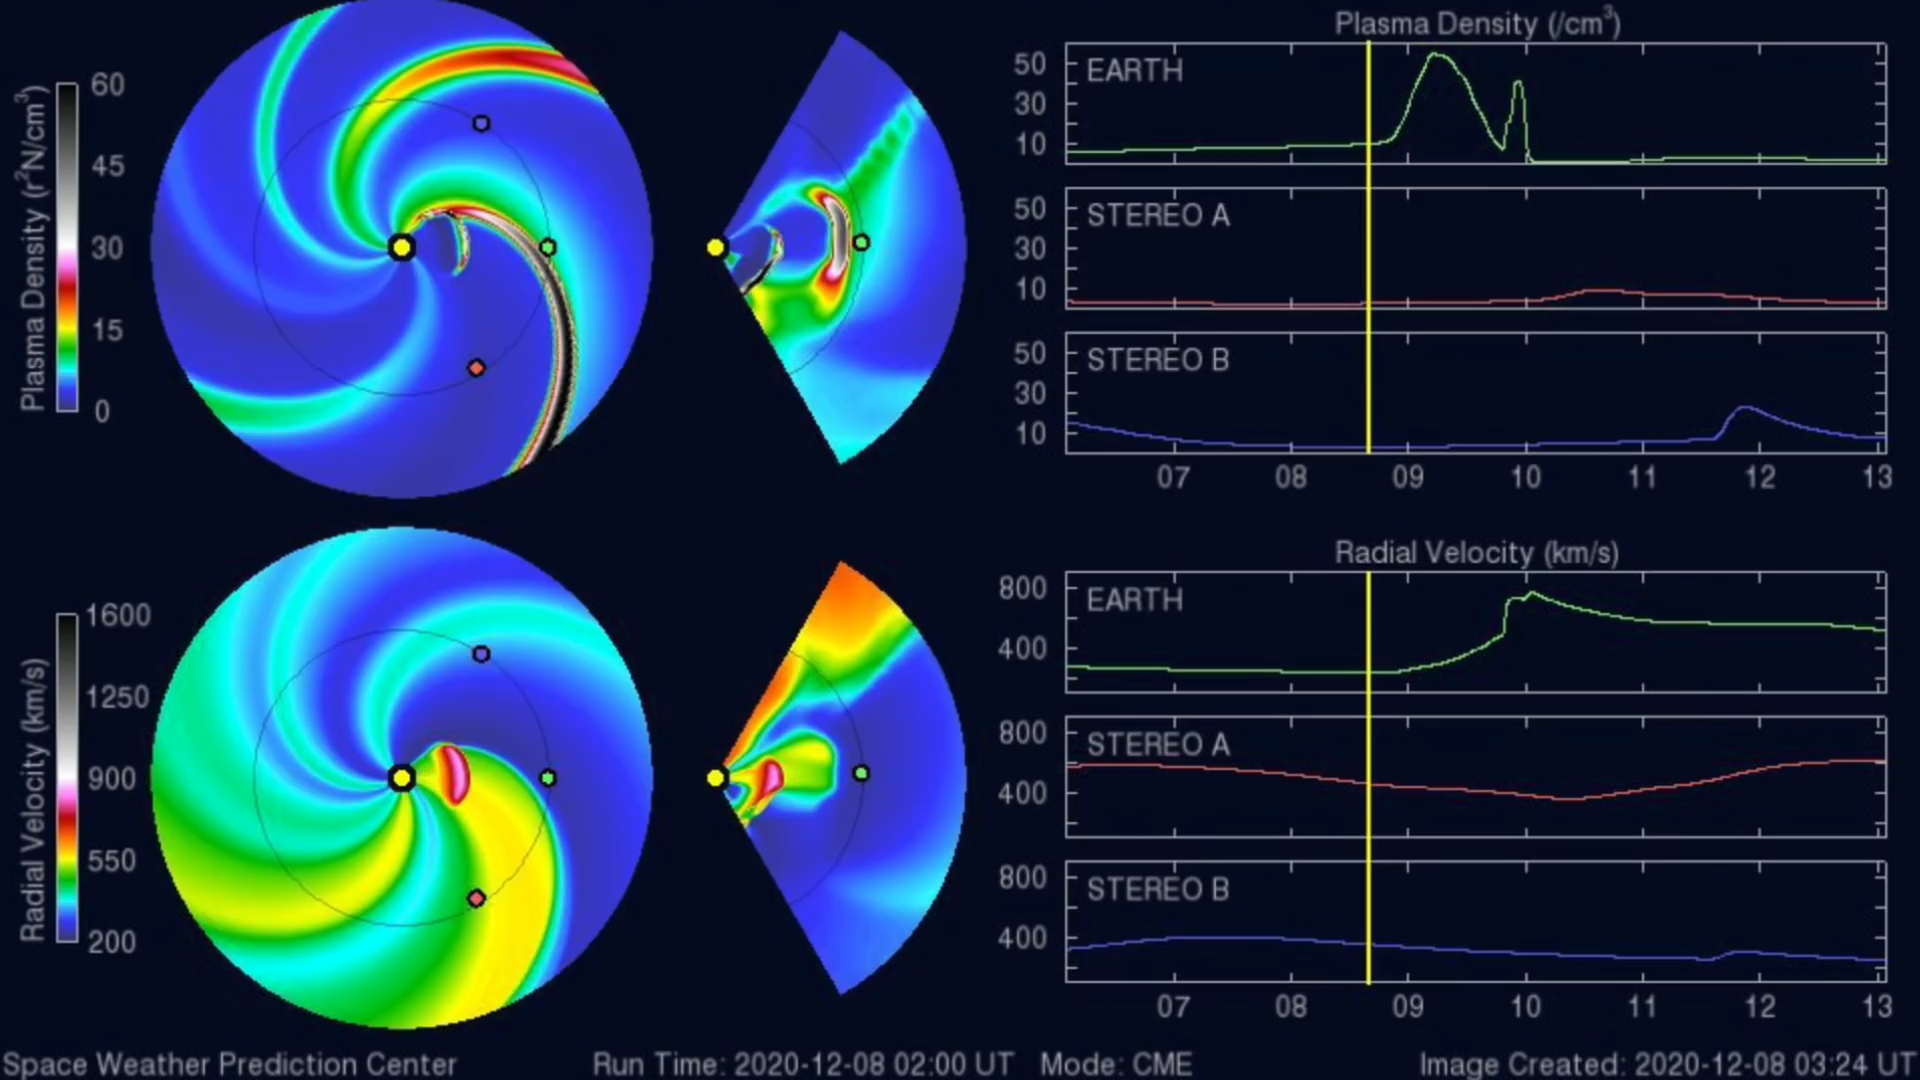 Plasma Density (r²N/cm³)
60
45
30
15
0
Plasma Density (/cm³)
EARTH
50
30
10
STEREO A
50
30
10
STEREO B
50
30
10
07 08 09 10 11 12 13
Radial Velocity (km/s)
1600
1250
900
550
200
Radial Velocity (km/s)
EARTH
800
400
STEREO A
800
400
STEREO B
800
400
07 08 09 10 11 12 13
Space Weather Prediction Center Run Time: 2020-12-08 02:00 UT Mode: CME Image Created: 2020-12-08 03:24 UT